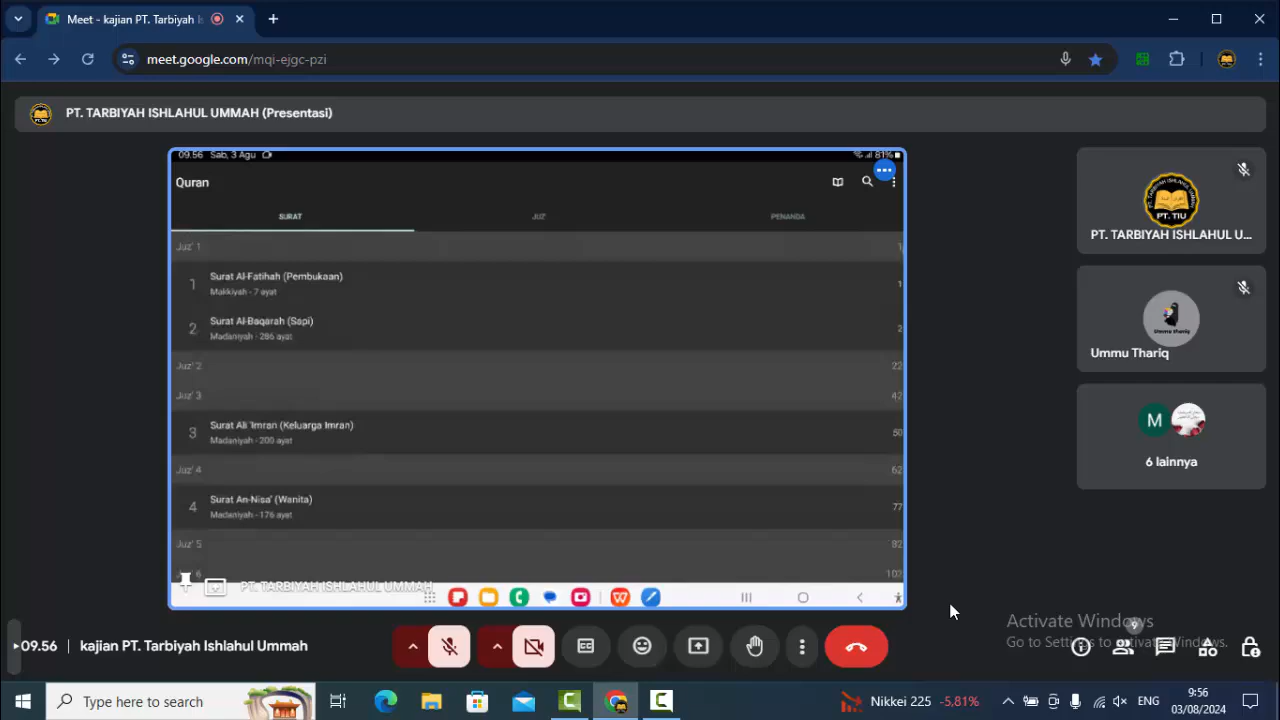 Meet - kajian PT. Tarbiyah I
meet.google.com/mqi-ejgc-pzi
PT. TARBIYAH ISHLAHUL UMMAH (Presentasi)
09.56 Sab, 3 Agu
81%
Quran
SURAT
JUZ
PENANDA
Juz' 1
1
1
Surat Al-Fatihah (Pembukaan)
Makkiyah - 7 ayat
1
2
Surat Al-Baqarah (Sapi)
Madaniyah - 286 ayat
2
Juz' 2
22
Juz' 3
42
3
Surat Ali 'Imran (Keluarga Imran)
Madaniyah - 200 ayat
50
Juz' 4
62
4
Surat An-Nisa' (Wanita)
Madaniyah - 176 ayat
77
Juz' 5
82
PT. TARBIYAH ISHLAHUL UMMAH
PT. TIU
PT. TARBIYAH ISHLAHUL U...
Ummu Thariq
Ummu Thariq
M
6 lainnya
09.56 | kajian PT. Tarbiyah Ishlahul Ummah
Activate Windows
Go to Settings to activate Windows.
Type here to search
Nikkei 225 -5,81%
ENG
9:56
03/08/2024